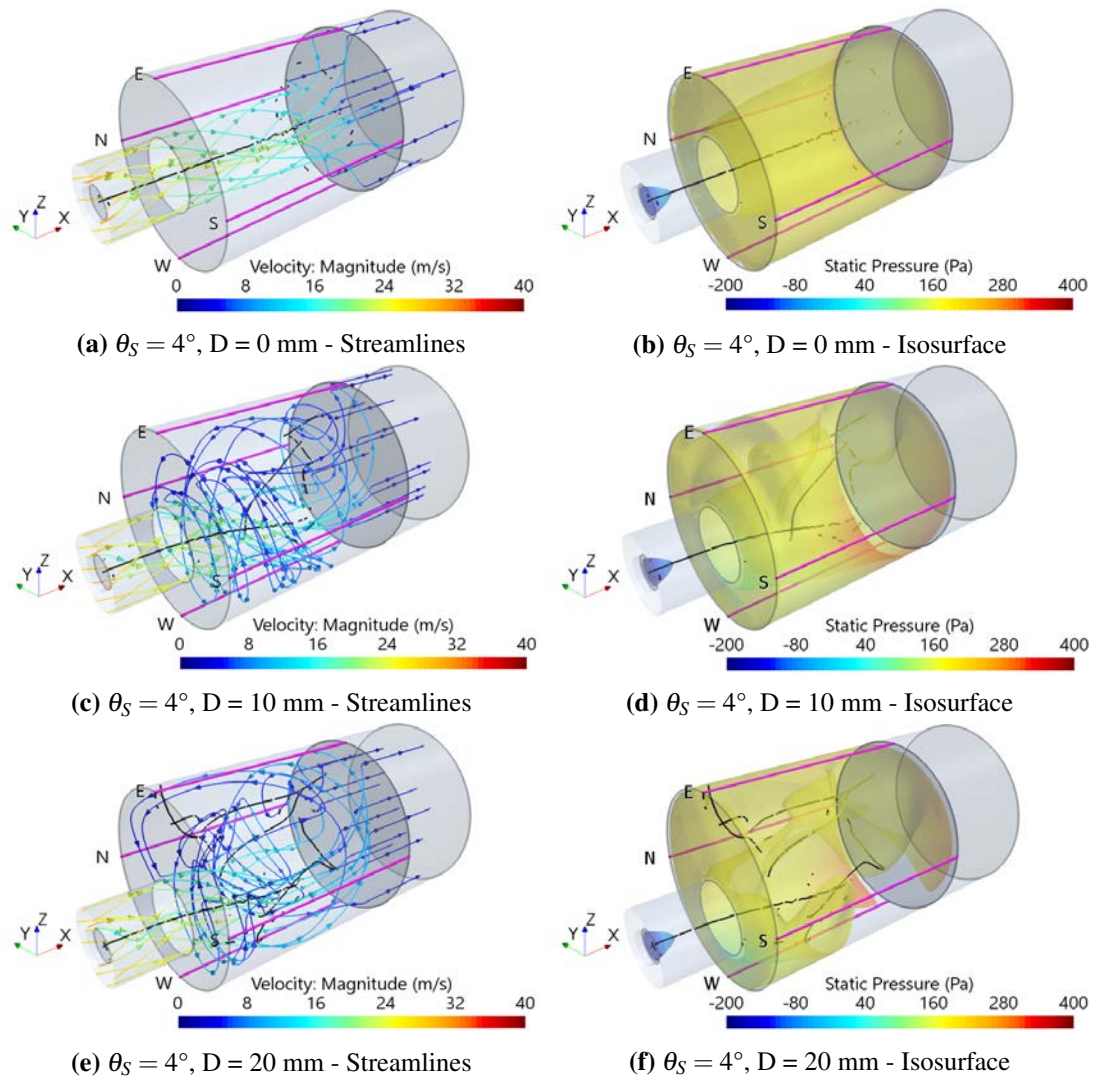 E
E
N
N
Z
Y
X
Z
Y
X
S
S
W
W
Velocity: Magnitude (m/s)
Static Pressure (Pa)
0 8 16 24 32 40
-200 -80 40 160 280 400
(a) θS = 4°, D = 0 mm - Streamlines
(b) θS = 4°, D = 0 mm - Isosurface
E
E
N
N
Z
Y
X
Z
Y
X
S
S
W
W
Velocity: Magnitude (m/s)
Static Pressure (Pa)
0 8 16 24 32 40
-200 -80 40 160 280 400
(c) θS = 4°, D = 10 mm - Streamlines
(d) θS = 4°, D = 10 mm - Isosurface
E
E
N
N
Z
Y
X
Z
Y
X
S
S
W
W
Velocity: Magnitude (m/s)
Static Pressure (Pa)
0 8 16 24 32 40
-200 -80 40 160 280 400
(e) θS = 4°, D = 20 mm - Streamlines
(f) θS = 4°, D = 20 mm - Isosurface